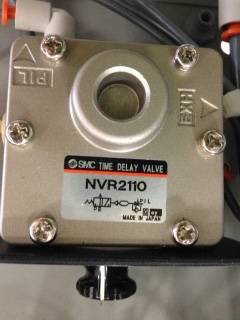 PIL
EXH
SMC TIME DELAY VALVE
NVR2110
PIL
MADE IN JAPAN